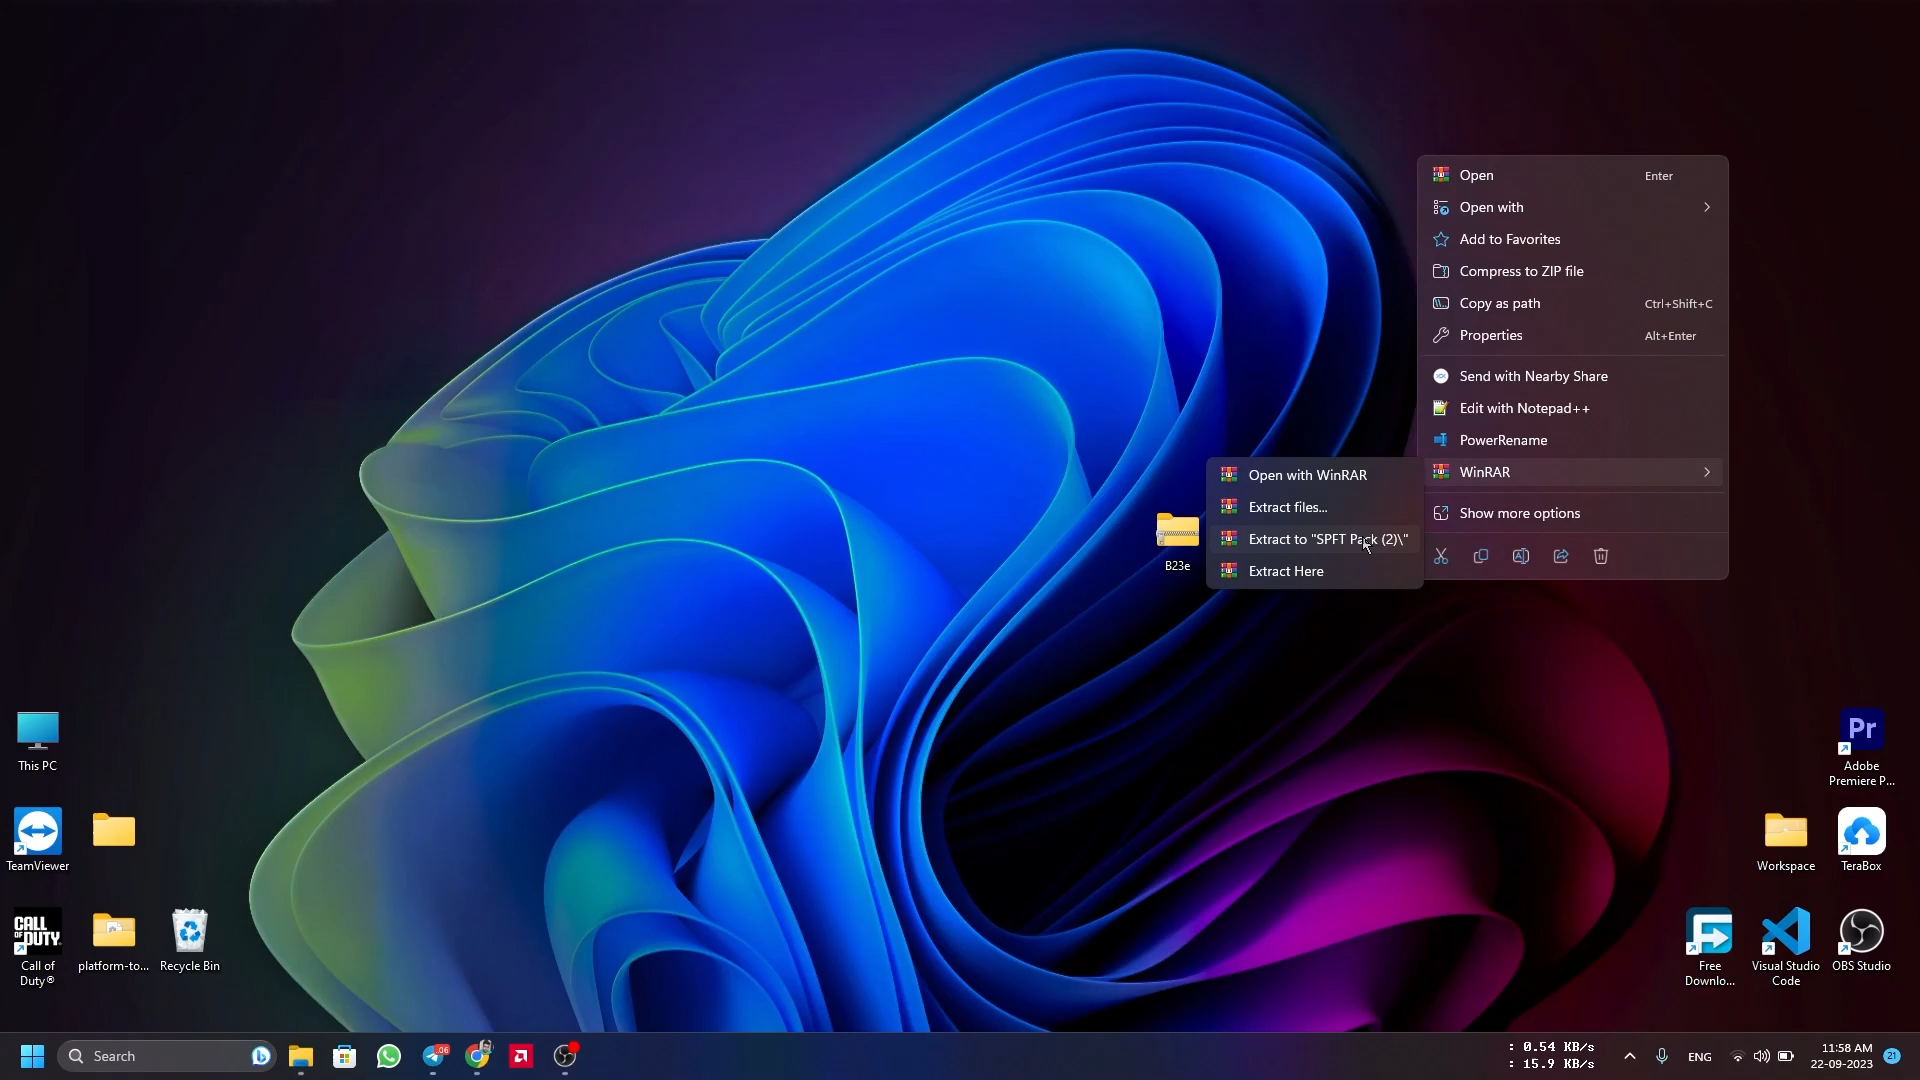 Open Enter
Open with
Add to Favorites
Compress to ZIP file
Copy as path Ctrl+Shift+C
Properties Alt+Enter
Send with Nearby Share
Edit with Notepad++
PowerRename
WinRAR
Show more options
Open with WinRAR
Extract files...
Extract to "SPFT Pack (2)\"
Extract Here
B23e
This PC
TeamViewer
CALL
OF DUTY
Call of
Duty®
platform-to...
Recycle Bin
Pr
Adobe
Premiere P...
Workspace
TeraBox
Free
Downlo...
Visual Studio
Code
OBS Studio
Search
.06
: 0.54 KB/s
: 15.9 KB/s
ENG
11:58 AM
22-09-2023
21